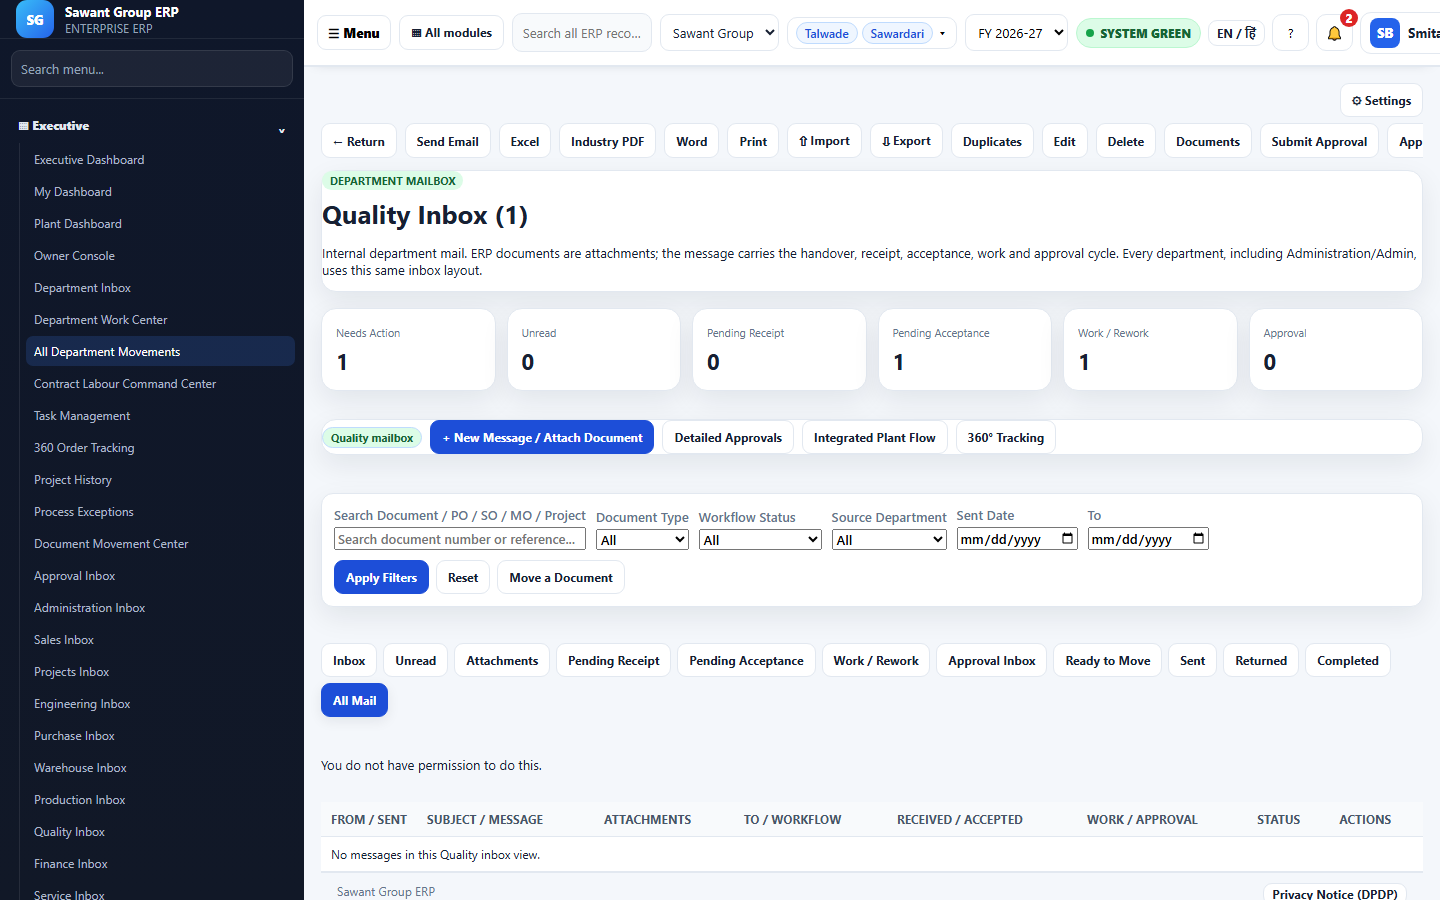 SG
Sawant Group ERP
ENTERPRISE ERP
Search menu...
Executive
Executive Dashboard
My Dashboard
Plant Dashboard
Owner Console
Department Inbox
Department Work Center
All Department Movements
Contract Labour Command Center
Task Management
360 Order Tracking
Project History
Process Exceptions
Document Movement Center
Approval Inbox
Administration Inbox
Sales Inbox
Projects Inbox
Engineering Inbox
Purchase Inbox
Warehouse Inbox
Production Inbox
Quality Inbox
Finance Inbox
Service Inbox
☰ Menu
All modules
Search all ERP reco...
Sawant Group
Talwade
Sawardari
FY 2026-27
SYSTEM GREEN
EN / हिं
?
2
SB
Smita
⚙ Settings
← Return
Send Email
Excel
Industry PDF
Word
Print
⇧ Import
⇩ Export
Duplicates
Edit
Delete
Documents
Submit Approval
App
DEPARTMENT MAILBOX
Quality Inbox (1)
Internal department mail. ERP documents are attachments; the message carries the handover, receipt, acceptance, work and approval cycle. Every department, including Administration/Admin,
uses this same inbox layout.
Needs Action
1
Unread
0
Pending Receipt
0
Pending Acceptance
1
Work / Rework
1
Approval
0
Quality mailbox
+ New Message / Attach Document
Detailed Approvals
Integrated Plant Flow
360° Tracking
Search Document / PO / SO / MO / Project
Search document number or reference...
Document Type
All
Workflow Status
All
Source Department
All
Sent Date
mm/dd/yyyy
To
mm/dd/yyyy
Apply Filters
Reset
Move a Document
Inbox
Unread
Attachments
Pending Receipt
Pending Acceptance
Work / Rework
Approval Inbox
Ready to Move
Sent
Returned
Completed
All Mail
You do not have permission to do this.
FROM / SENT
SUBJECT / MESSAGE
ATTACHMENTS
TO / WORKFLOW
RECEIVED / ACCEPTED
WORK / APPROVAL
STATUS
ACTIONS
No messages in this Quality inbox view.
Sawant Group ERP
Privacy Notice (DPDP)